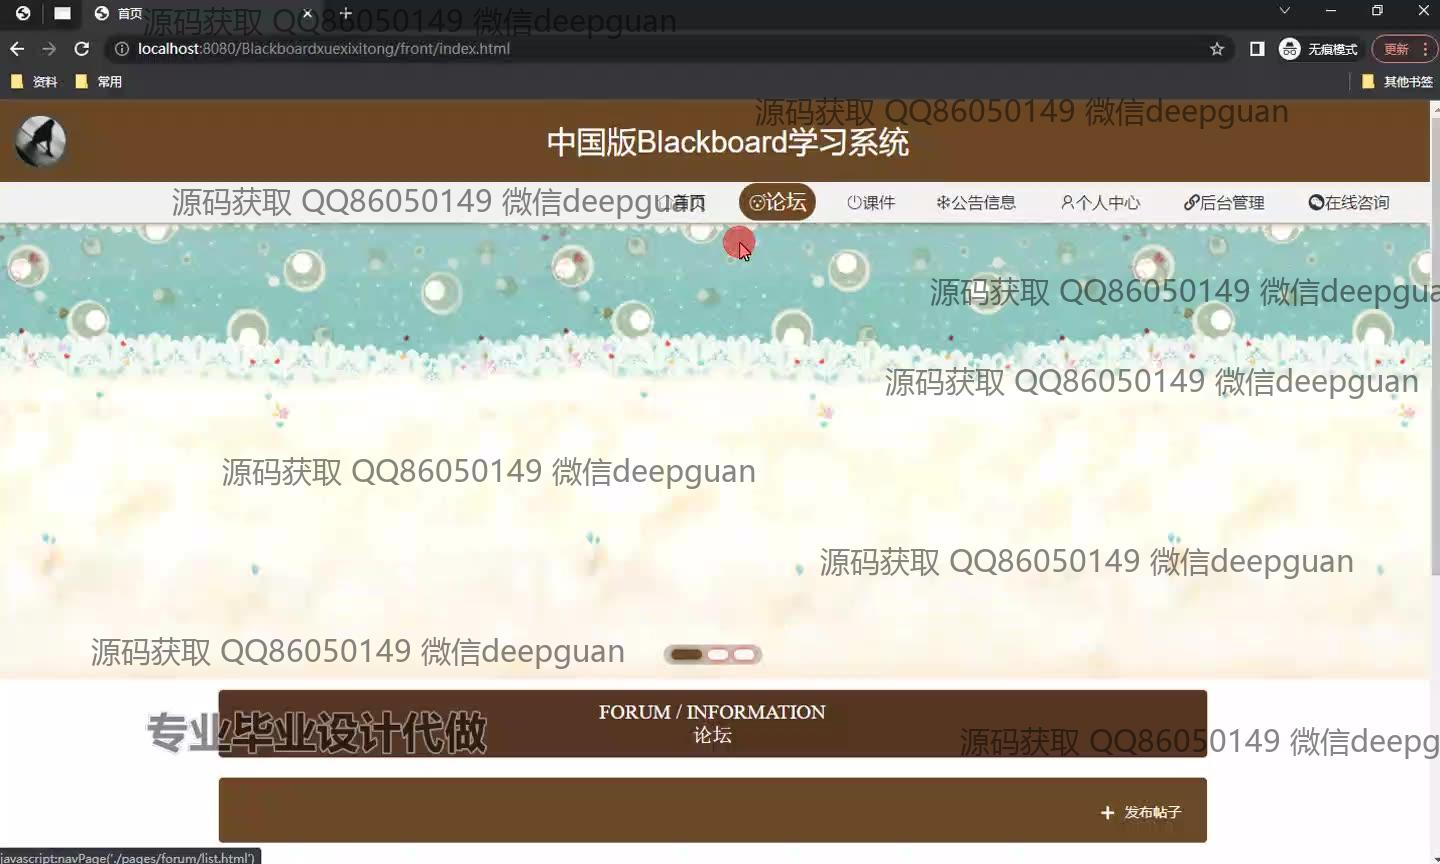 首页
源码获取 QQ86050149 微信deepguan
localhost:8080/Blackboardxuexixitong/front/index.html
无痕模式
更新
资料
常用
其他书签
源码获取 QQ86050149 微信deepguan
中国版Blackboard学习系统
源码获取 QQ86050149 微信deepguan
首页
论坛
课件
公告信息
个人中心
后台管理
在线咨询
源码获取 QQ86050149 微信deepgua
源码获取 QQ86050149 微信deepguan
源码获取 QQ86050149 微信deepguan
源码获取 QQ86050149 微信deepguan
源码获取 QQ86050149 微信deepguan
FORUM / INFORMATION
论坛
专业毕业设计代做
源码获取 QQ86050149 微信deepg
+ 发布帖子
javascript:navPage('./pages/forum/list.html')